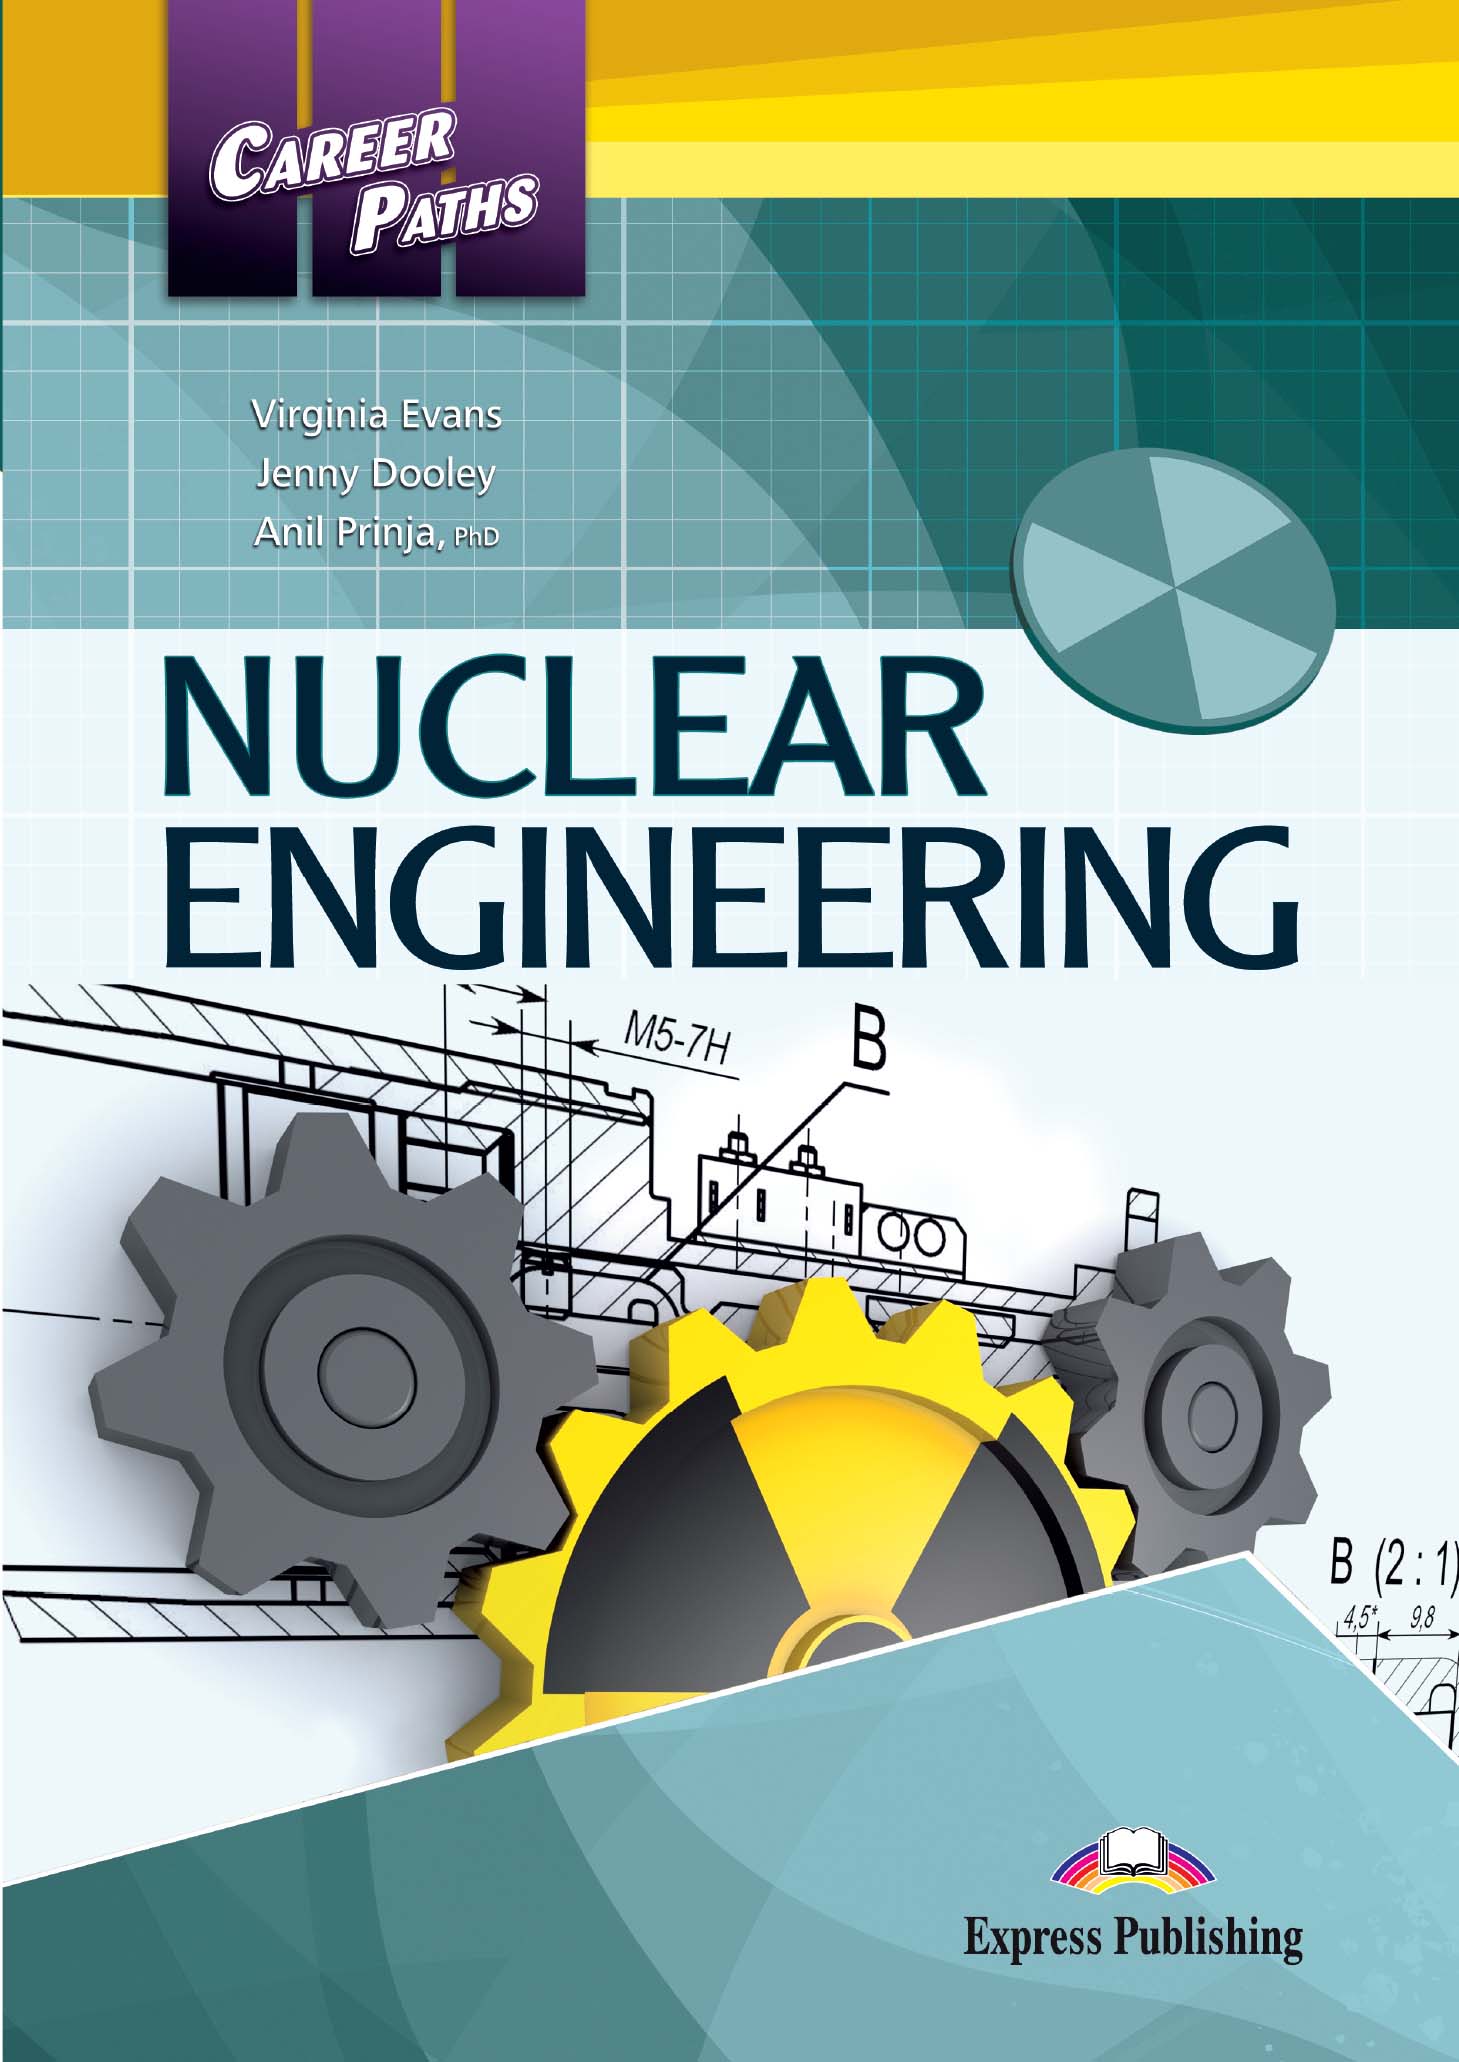 CAREER
PATHS
Virginia Evans
Jenny Dooley
Anil Prinja, PhD
NUCLEAR
ENGINEERING
M5-7H
B
B (2 : 1)
4,5* 9,8
Express Publishing